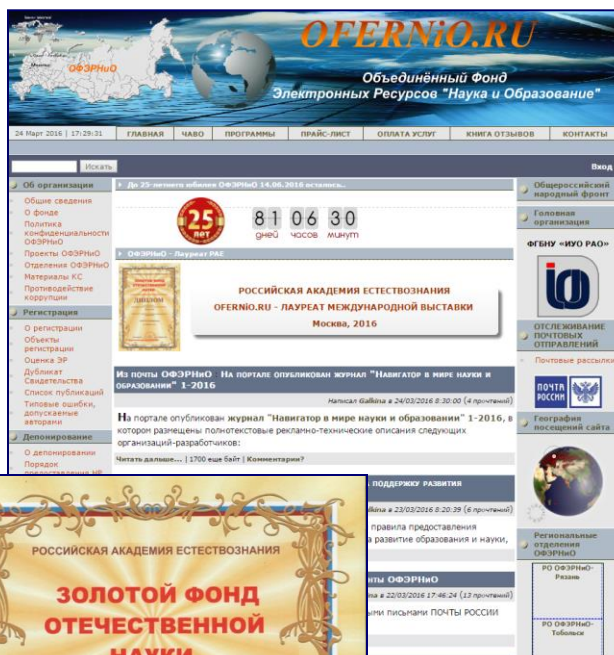 OFERNiO.RU
ОФЭРНиО
Объединённый Фонд
Электронных Ресурсов "Наука и Образование"
24 Март 2016 | 17:29:31
ГЛАВНАЯ
ЧАВО
ПРОГРАММЫ
ПРАЙС-ЛИСТ
ОПЛАТА УСЛУГ
КНИГА ОТЗЫВОВ
КОНТАКТЫ
Искать
Вход
Об организации
Общие сведения
О фонде
Политика
конфиденциальности
ОФЭРНиО
Проекты ОФЭРНиО
Отделения ОФЭРНиО
Материалы КС
Противодействие
коррупции
Регистрация
О регистрации
Объекты
регистрации
Оценка ЭР
Дубликат
Свидетельства
Список публикаций
Типовые ошибки,
допускаемые
авторами
Депонирование
О депонировании
Порядок
До 25-летнего юбилея ОФЭРНиО 14.06.2016 осталось..
25
ЛЕТ
81 06 30
дней часов минут
ОФЭРНиО - Лауреат РАЕ
ДИПЛОМ
РОССИЙСКАЯ АКАДЕМИЯ ЕСТЕСТВОЗНАНИЯ
OFERNiO.RU - ЛАУРЕАТ МЕЖДУНАРОДНОЙ ВЫСТАВКИ
Москва, 2016
Из почты ОФЭРНиО На портале опубликован журнал "Навигатор в мире науки и
образовании" 1-2016
Написал Galkina в 24/03/2016 8:30:00 (4 прочтений)
На портале опубликован журнал "Навигатор в мире науки и образовании" 1-2016, в
котором размещены полнотекстовые рекламно-технические описания следующих
организаций-разработчиков:
Читать дальше... | 1700 еще байт | Комментарии?
поддержку развития
Galkina в 23/03/2016 8:20:39 (6 прочтений)
правила предоставления
а развитие образования и науки,
нты ОФЭРНиО
в 22/03/2016 17:46:24 (13 прочтений)
ыми письмами ПОЧТЫ РОССИИ
Общероссийский
народный фронт
Головная
организация
ФГБНУ «ИУО РАО»
ОТСЛЕЖИВАНИЕ
ПОЧТОВЫХ
ОТПРАВЛЕНИЙ
Почтовые рассылки
ПОЧТА
РОССИИ
География
посещений сайта
Региональные
отделения
ОФЭРНиО
РО ОФЭРНиО-
Рязань
РО ОФЭРНиО-
Тобольск
РОССИЙСКАЯ АКАДЕМИЯ ЕСТЕСТВОЗНАНИЯ
ЗОЛОТОЙ ФОНД
ОТЕЧЕСТВЕННОЙ
НАУКИ